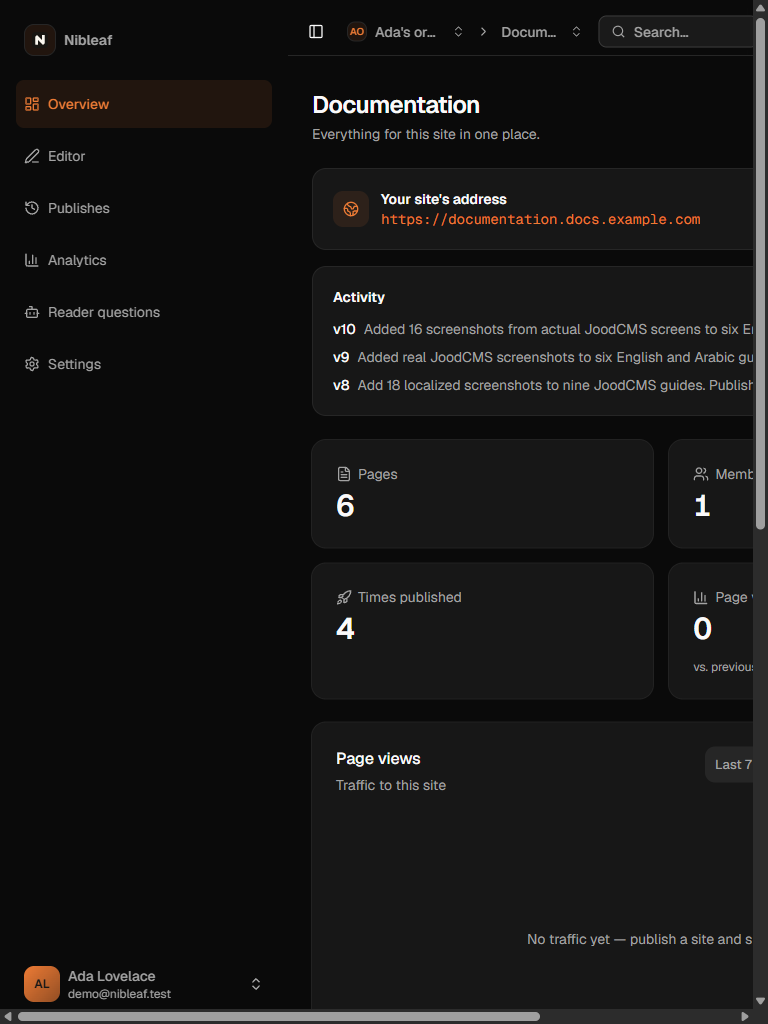 Nibleaf
Overview
Editor
Publishes
Analytics
Reader questions
Settings
Ada Lovelace
demo@nibleaf.test
AL
AO Ada's or... Docum... Search...
Documentation
Everything for this site in one place.
Your site's address
https://documentation.docs.example.com
Activity
v10 Added 16 screenshots from actual JoodCMS screens to six
v9 Added real JoodCMS screenshots to six English and Arabic
v8 Add 18 localized screenshots to nine JoodCMS guides.
Pages
6
1
Times published
4
Page
0
vs.
Page views
Traffic to this site
Last 7
No traffic yet — publish a site and